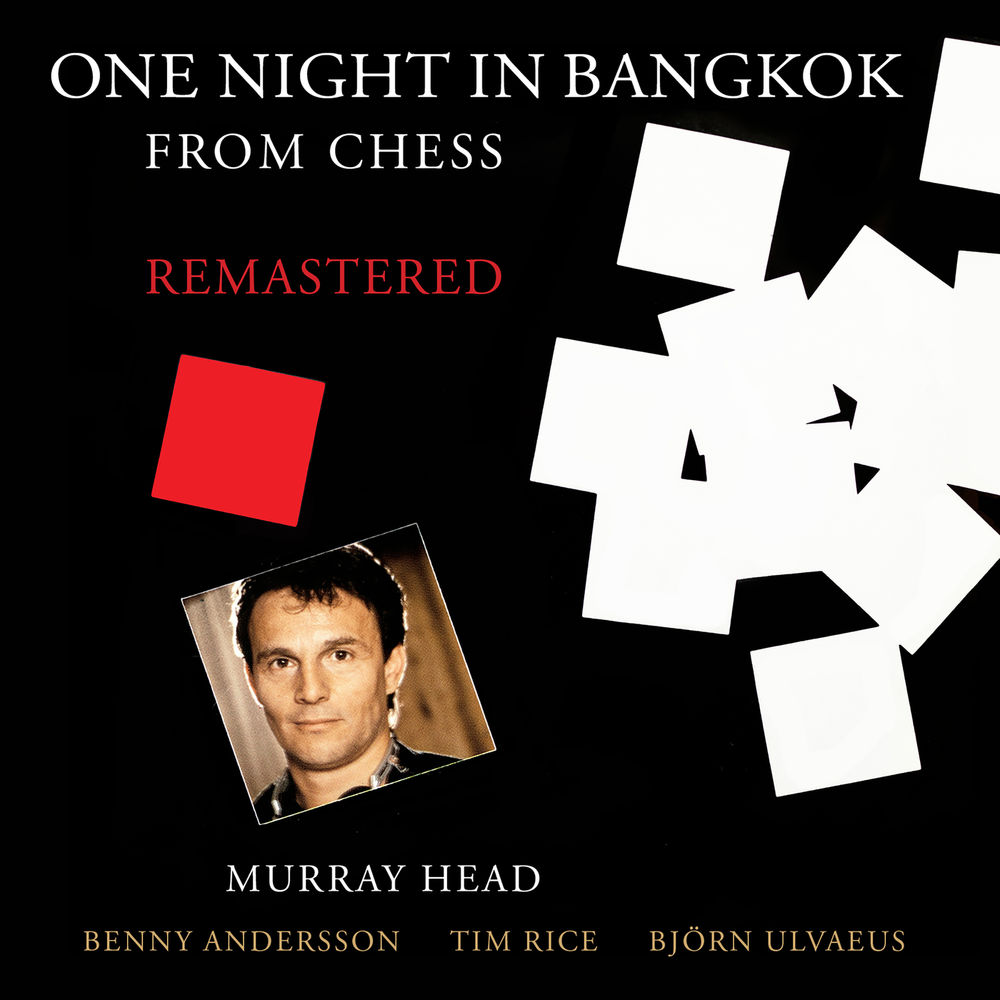 ONE NIGHT IN BANGKOK
FROM CHESS
REMASTERED
MURRAY HEAD
BENNY ANDERSSON TIM RICE BJÖRN ULVAEUS